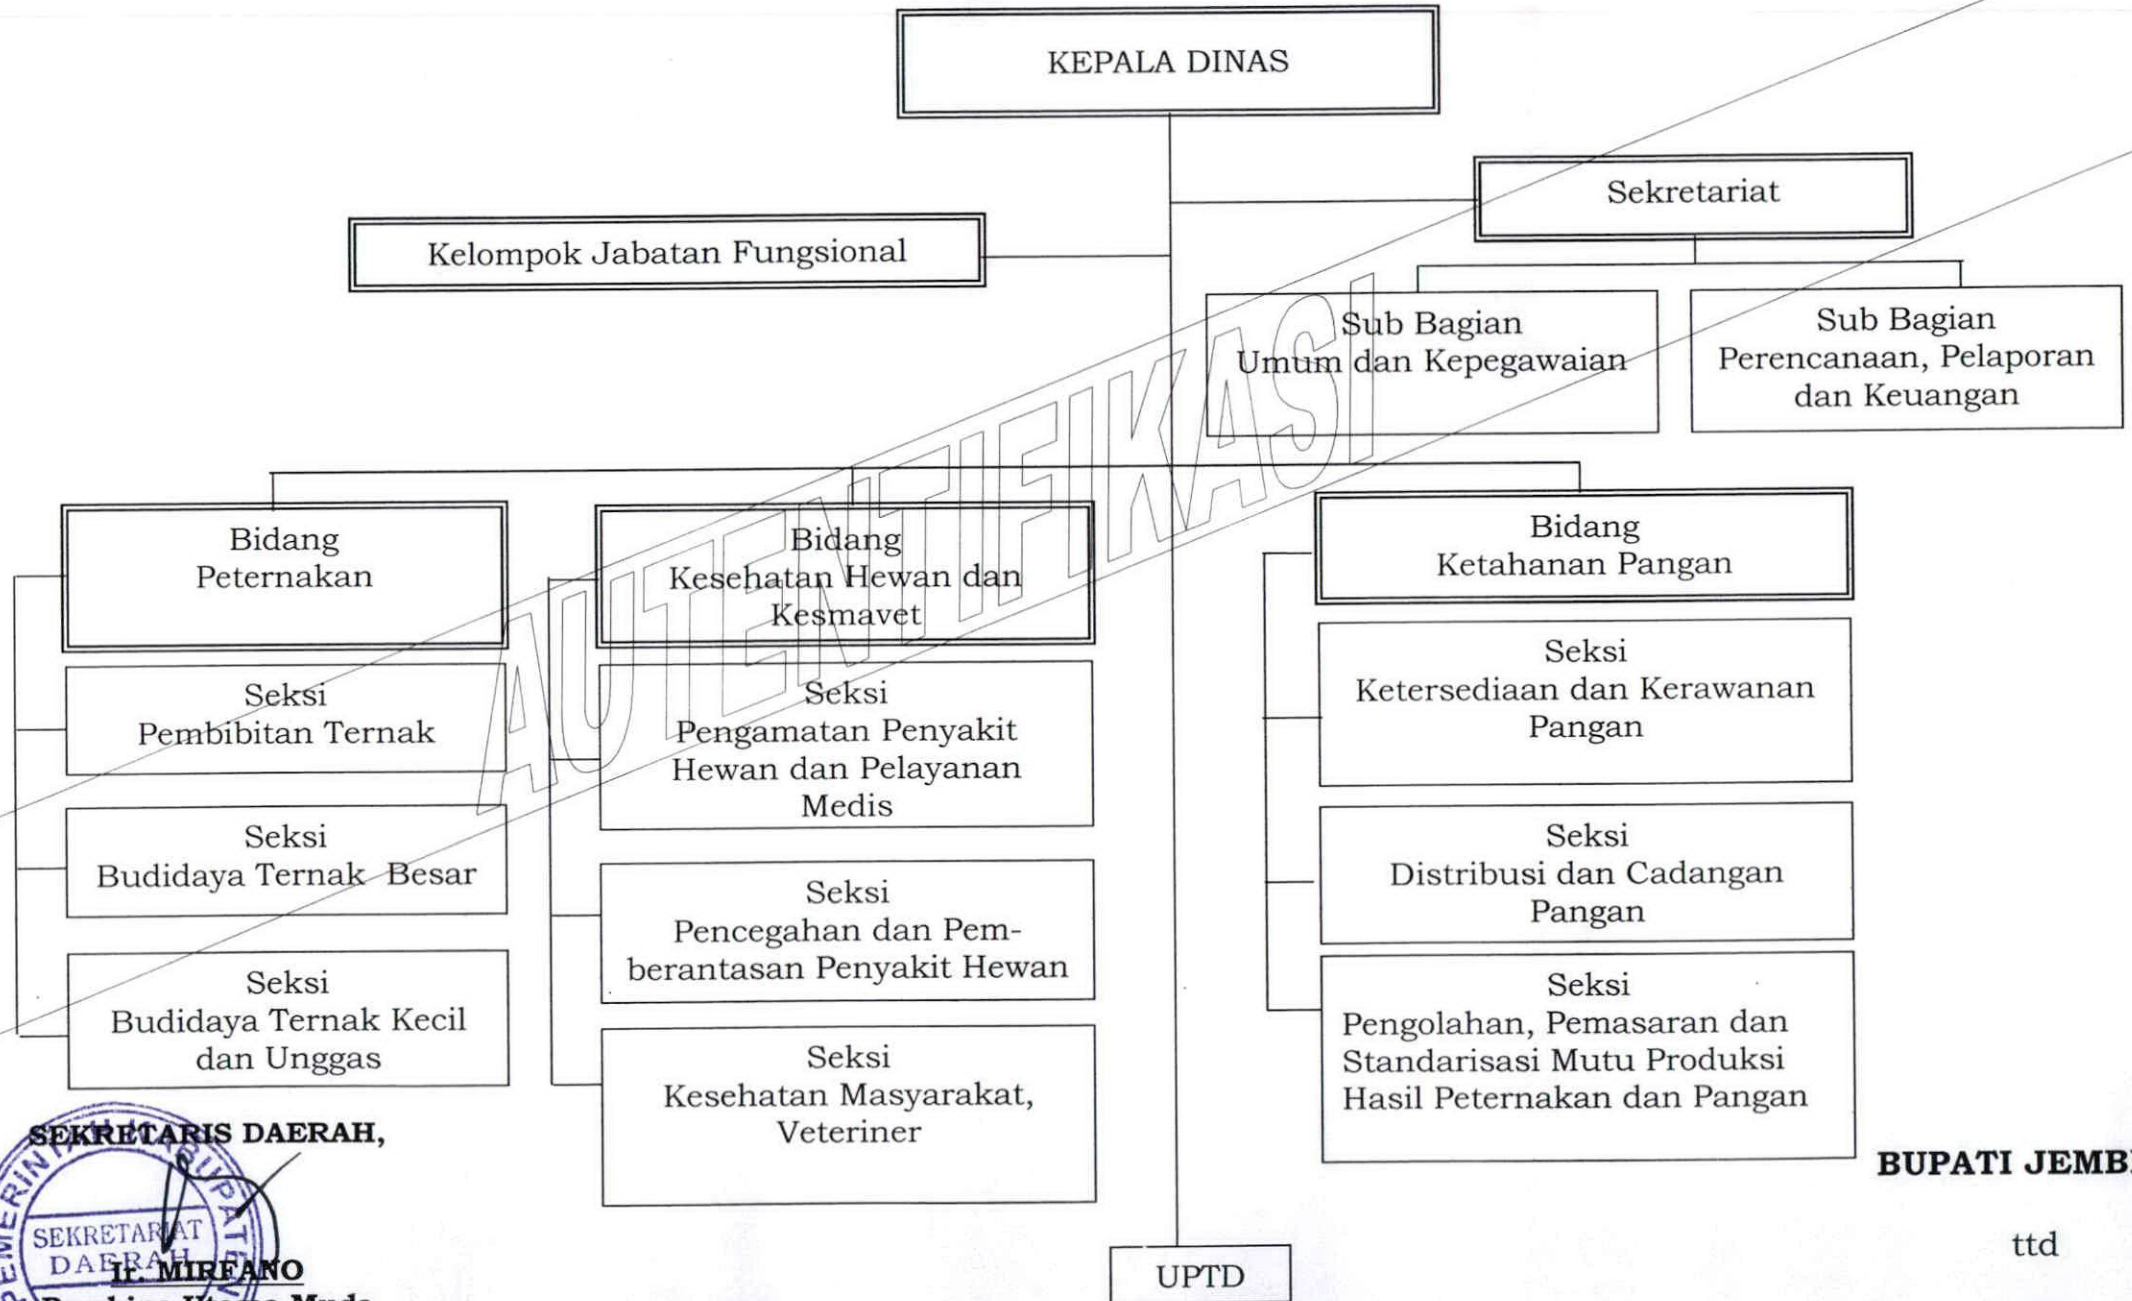 KEPALA DINAS
Sekretariat
Kelompok Jabatan Fungsional
Sub Bagian
Umum dan Kepegawaian
Sub Bagian
Perencanaan, Pelaporan
dan Keuangan
AUTENTIFIKASI
Bidang
Peternakan
Seksi
Pembibitan Ternak
Seksi
Budidaya Ternak Besar
Seksi
Budidaya Ternak Kecil
dan Unggas
Bidang
Kesehatan Hewan dan
Kesmavet
Seksi
Pengamatan Penyakit
Hewan dan Pelayanan
Medis
Seksi
Pencegahan dan Pem-
berantasan Penyakit Hewan
Seksi
Kesehatan Masyarakat,
Veteriner
Bidang
Ketahanan Pangan
Seksi
Ketersediaan dan Kerawanan
Pangan
Seksi
Distribusi dan Cadangan
Pangan
Seksi
Pengolahan, Pemasaran dan
Standarisasi Mutu Produksi
Hasil Peternakan dan Pangan
UPTD
SEKRETARIS DAERAH,
SEKRETARIAT
DAERAH
Ir. MIRFANO
BUPATI
ttd